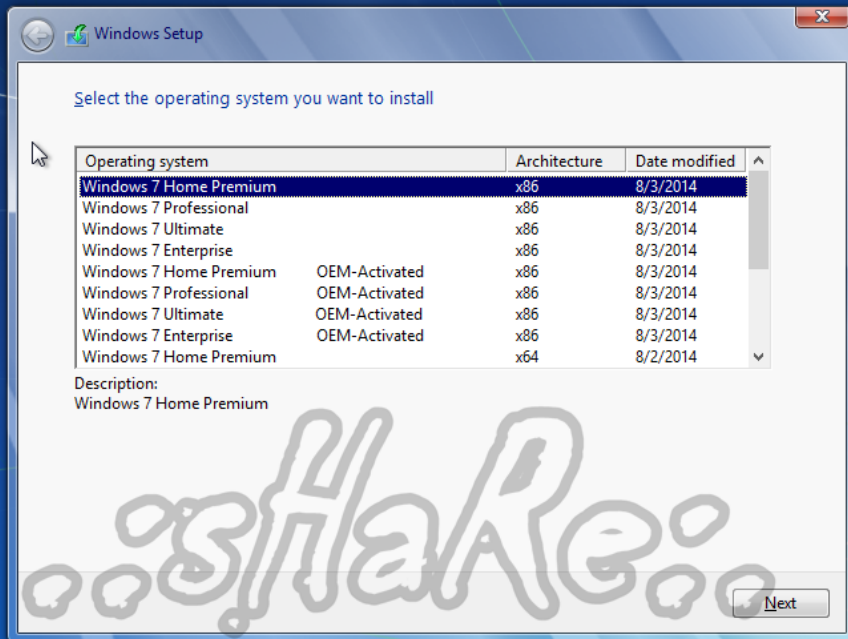 Windows Setup
Select the operating system you want to install
Operating system Architecture Date modified
Windows 7 Home Premium x86 8/3/2014
Windows 7 Professional x86 8/3/2014
Windows 7 Ultimate x86 8/3/2014
Windows 7 Enterprise x86 8/3/2014
Windows 7 Home Premium OEM-Activated x86 8/3/2014
Windows 7 Professional OEM-Activated x86 8/3/2014
Windows 7 Ultimate OEM-Activated x86 8/3/2014
Windows 7 Enterprise OEM-Activated x86 8/3/2014
Windows 7 Home Premium x64 8/2/2014
Description:
Windows 7 Home Premium
..:sHaRe:..
Next